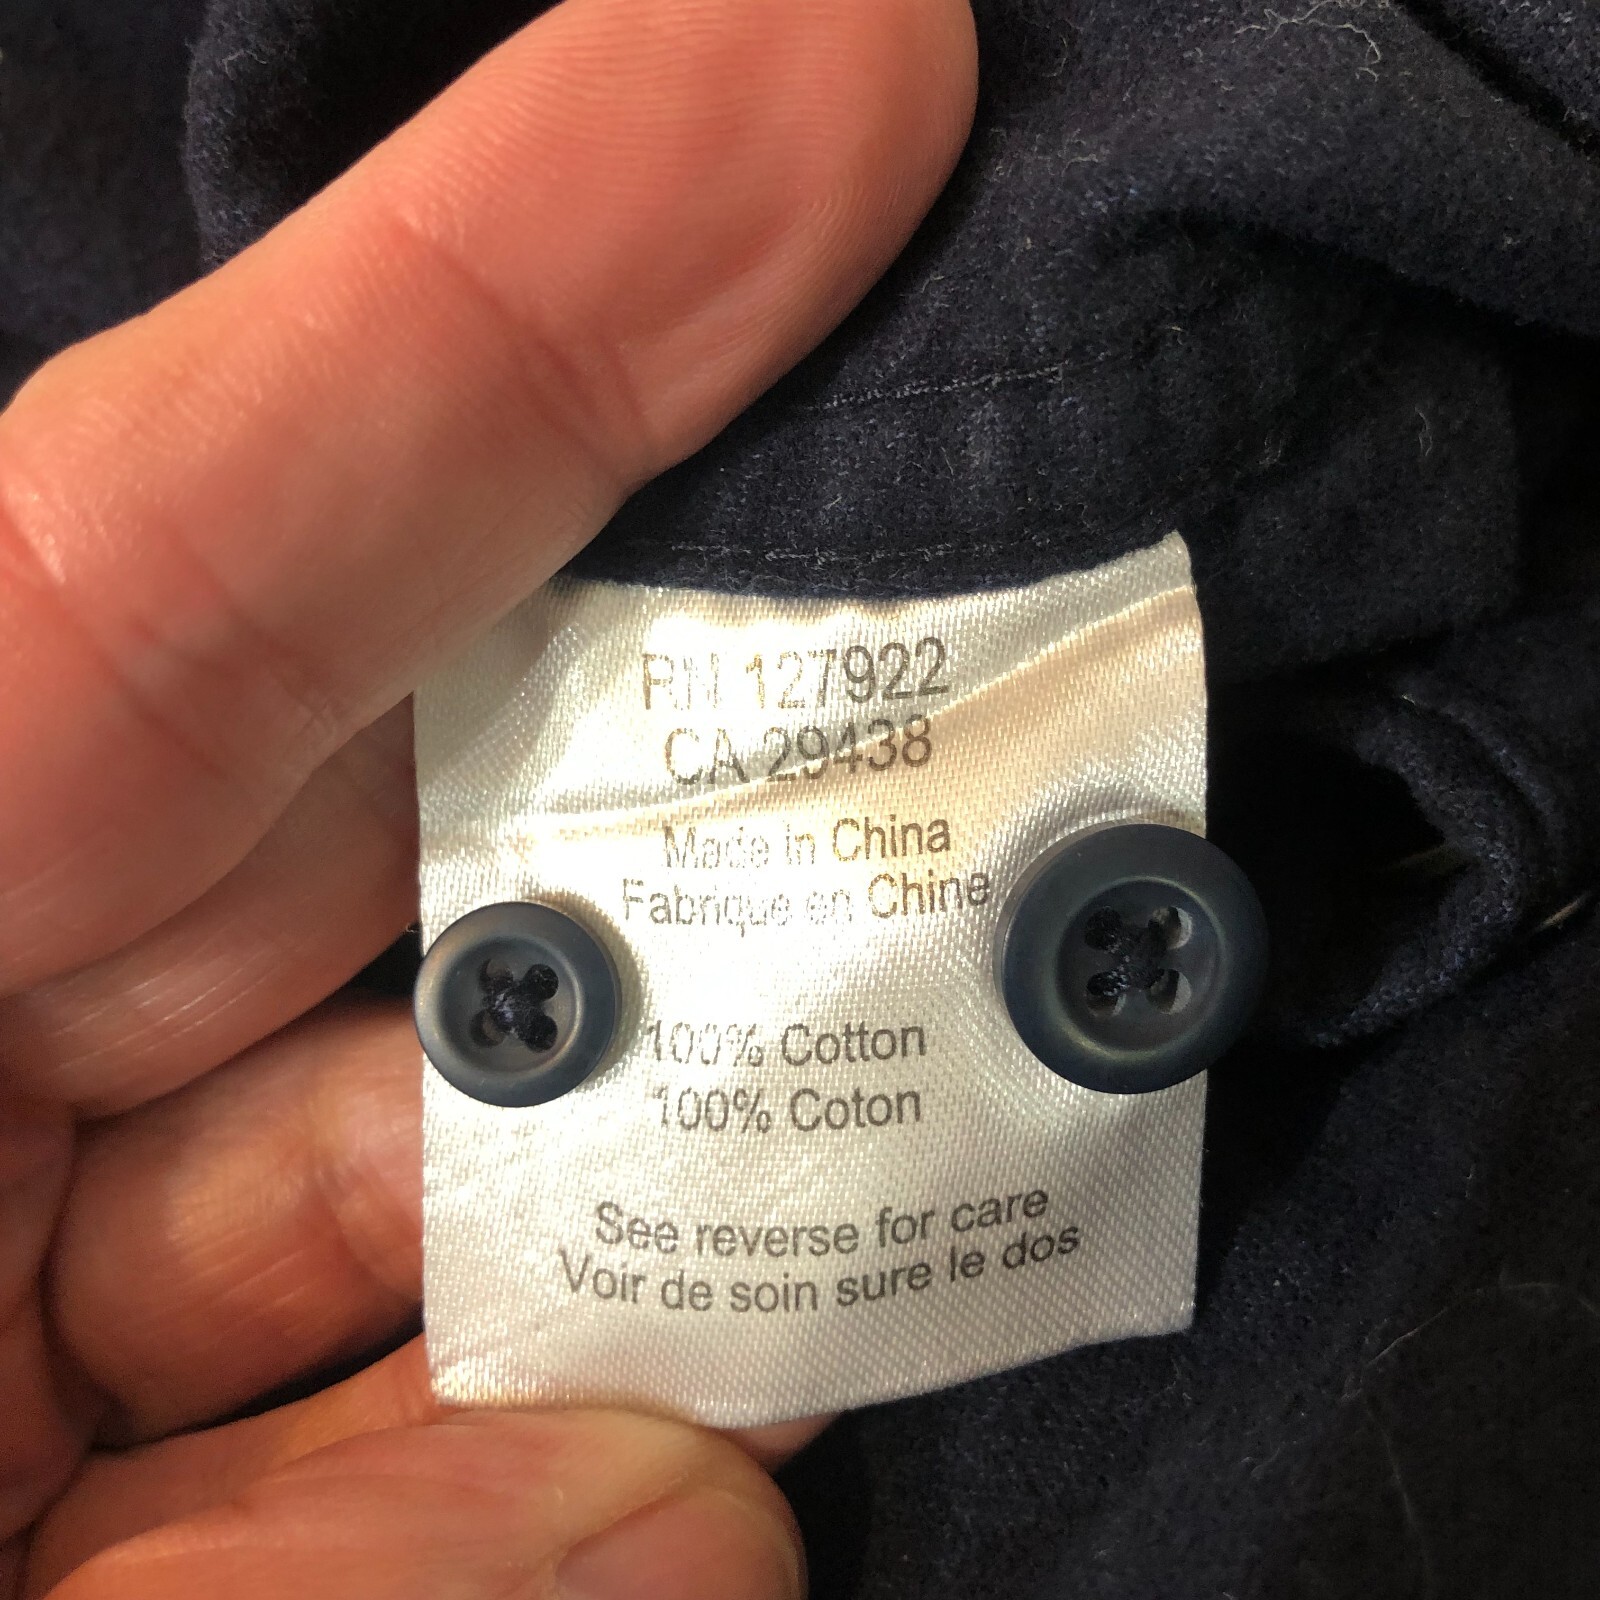 RN 127922
CA 29438
Made in China
Fabrique en Chine
100% Cotton
100% Coton
See reverse for care
Voir de soin sure le dos